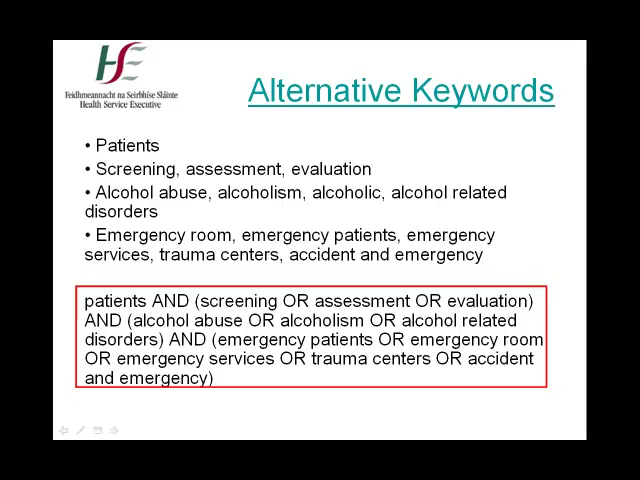 HSE
Feidhmeannacht na Seirbhíse Sláinte
Health Service Executive
Alternative Keywords
• Patients
• Screening, assessment, evaluation
• Alcohol abuse, alcoholism, alcoholic, alcohol related
disorders
• Emergency room, emergency patients, emergency
services, trauma centers, accident and emergency
patients AND (screening OR assessment OR evaluation)
AND (alcohol abuse OR alcoholism OR alcohol related
disorders) AND (emergency patients OR emergency room
OR emergency services OR trauma centers OR accident
and emergency)